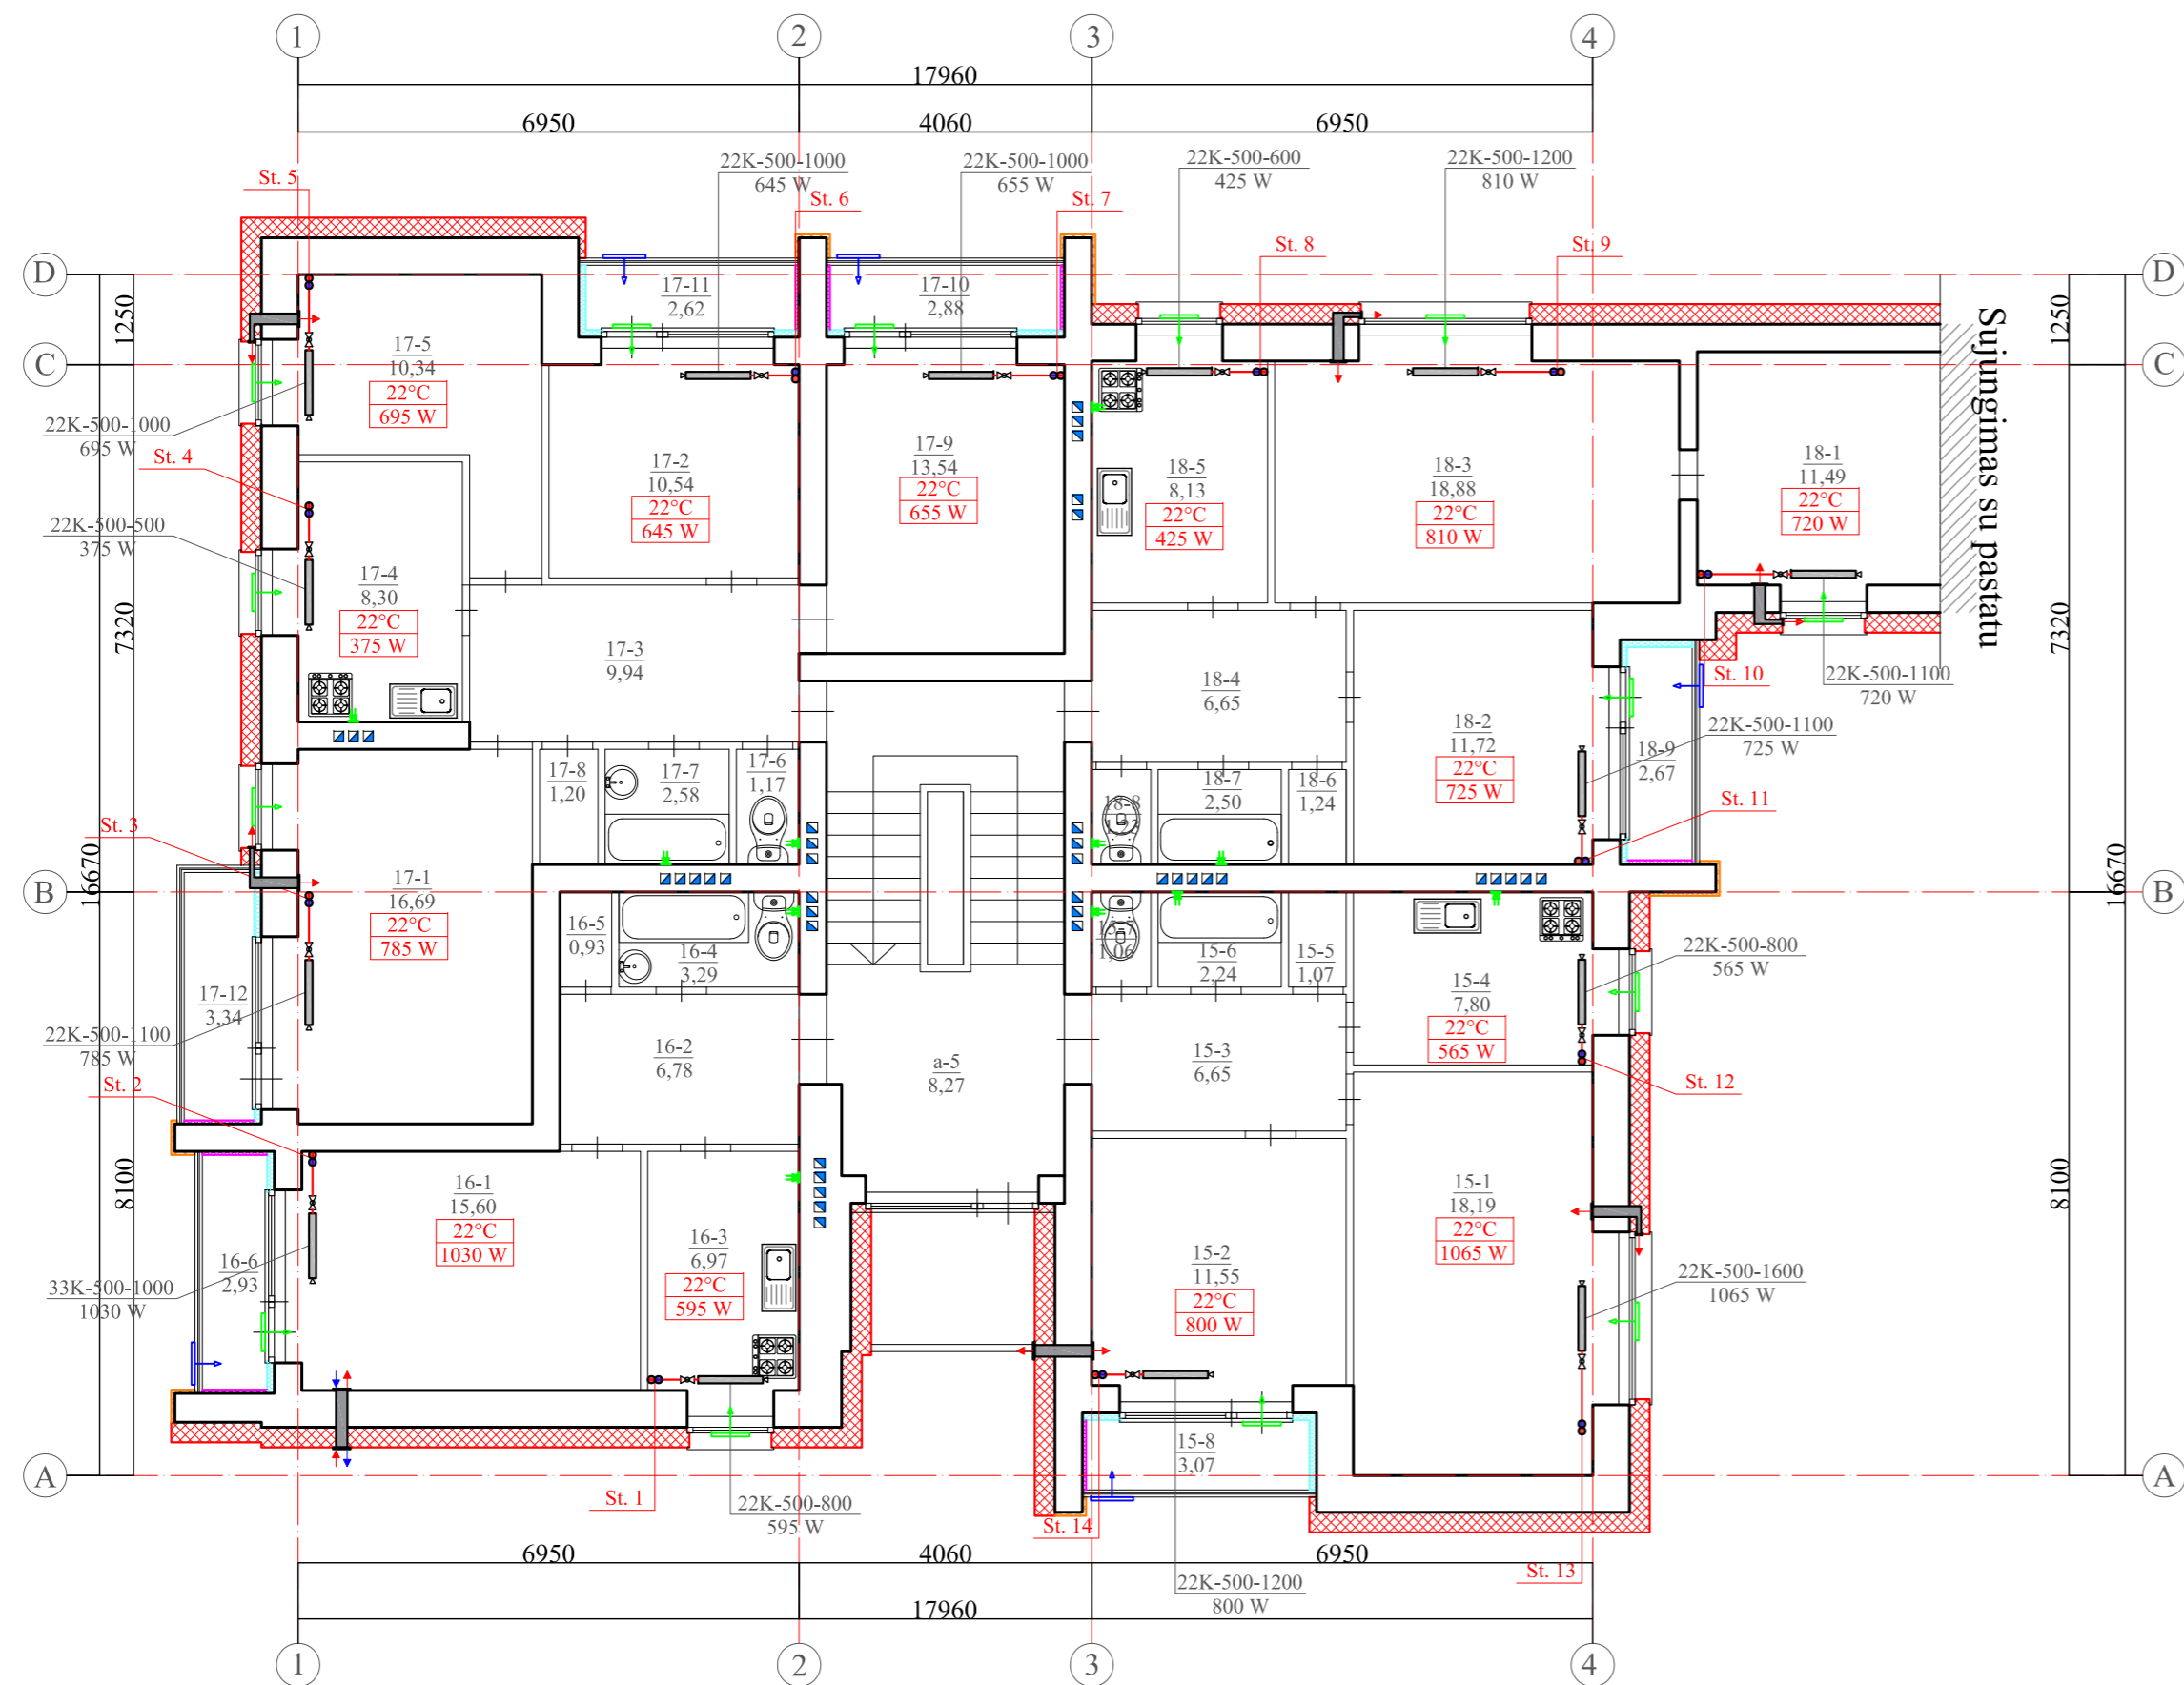 1
2
3
4
17960
6950
4060
6950
22K-500-1000
645 W
22K-500-1000
655 W
22K-500-600
425 W
22K-500-1200
810 W
St. 5
St. 6
St. 7
St. 8
St. 9
D
D
1250
1250
C
C
17-11
2,62
17-10
2,88
Sujungimas su pastatu
17-5
10,34
22°C
695 W
22K-500-1000
695 W
St. 4
17-2
10,54
22°C
645 W
17-9
13,54
22°C
655 W
18-5
8,13
22°C
425 W
18-3
18,88
22°C
810 W
18-1
11,49
22°C
720 W
22K-500-500
375 W
17-4
8,30
22°C
375 W
7320
7320
17-3
9,94
18-4
6,65
St. 10
22K-500-1100
720 W
18-2
11,72
22°C
725 W
22K-500-1100
725 W
18-9
2,67
17-8
1,20
17-7
2,58
17-6
1,17
18-8
1,23
18-7
2,50
18-6
1,24
St. 11
St. 3
16670
16670
B
B
17-1
16,69
22°C
785 W
16-5
0,93
16-4
3,29
15-7
1,06
15-6
2,24
15-5
1,07
15-4
7,80
22°C
565 W
22K-500-800
565 W
17-12
3,34
22K-500-1100
785 W
St. 2
16-2
6,78
a-5
8,27
15-3
6,65
St. 12
8100
8100
16-1
15,60
22°C
1030 W
16-3
6,97
22°C
595 W
15-2
11,55
22°C
800 W
15-1
18,19
22°C
1065 W
16-6
2,93
33K-500-1000
1030 W
22K-500-1600
1065 W
15-8
3,07
A
A
St. 1
22K-500-800
595 W
St. 14
6950
4060
6950
St. 13
22K-500-1200
800 W
17960
1
2
3
4